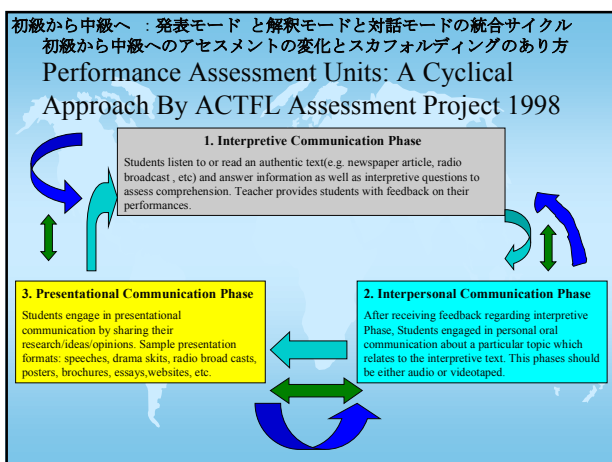 初級から中級へ ：発表モード と解釈モードと対話モードの統合サイクル
初級から中級へのアセスメントの変化とスカフォルディングのあり方
Performance Assessment Units: A Cyclical
Approach By ACTFL Assessment Project 1998
1. Interpretive Communication Phase
Students listen to or read an authentic text(e.g. newspaper article, radio
broadcast , etc) and answer information as well as interpretive questions to
assess comprehension. Teacher provides students with feedback on their
performances.
3. Presentational Communication Phase
Students engage in presentational
communication by sharing their
research/ideas/opinions. Sample presentation
formats: speeches, drama skits, radio broad casts,
posters, brochures, essays,websites, etc.
2. Interpersonal Communication Phase
After receiving feedback regarding interpretive
Phase, Students engaged in personal oral
communication about a particular topic which
relates to the interpretive text. This phases should
be either audio or videotaped.